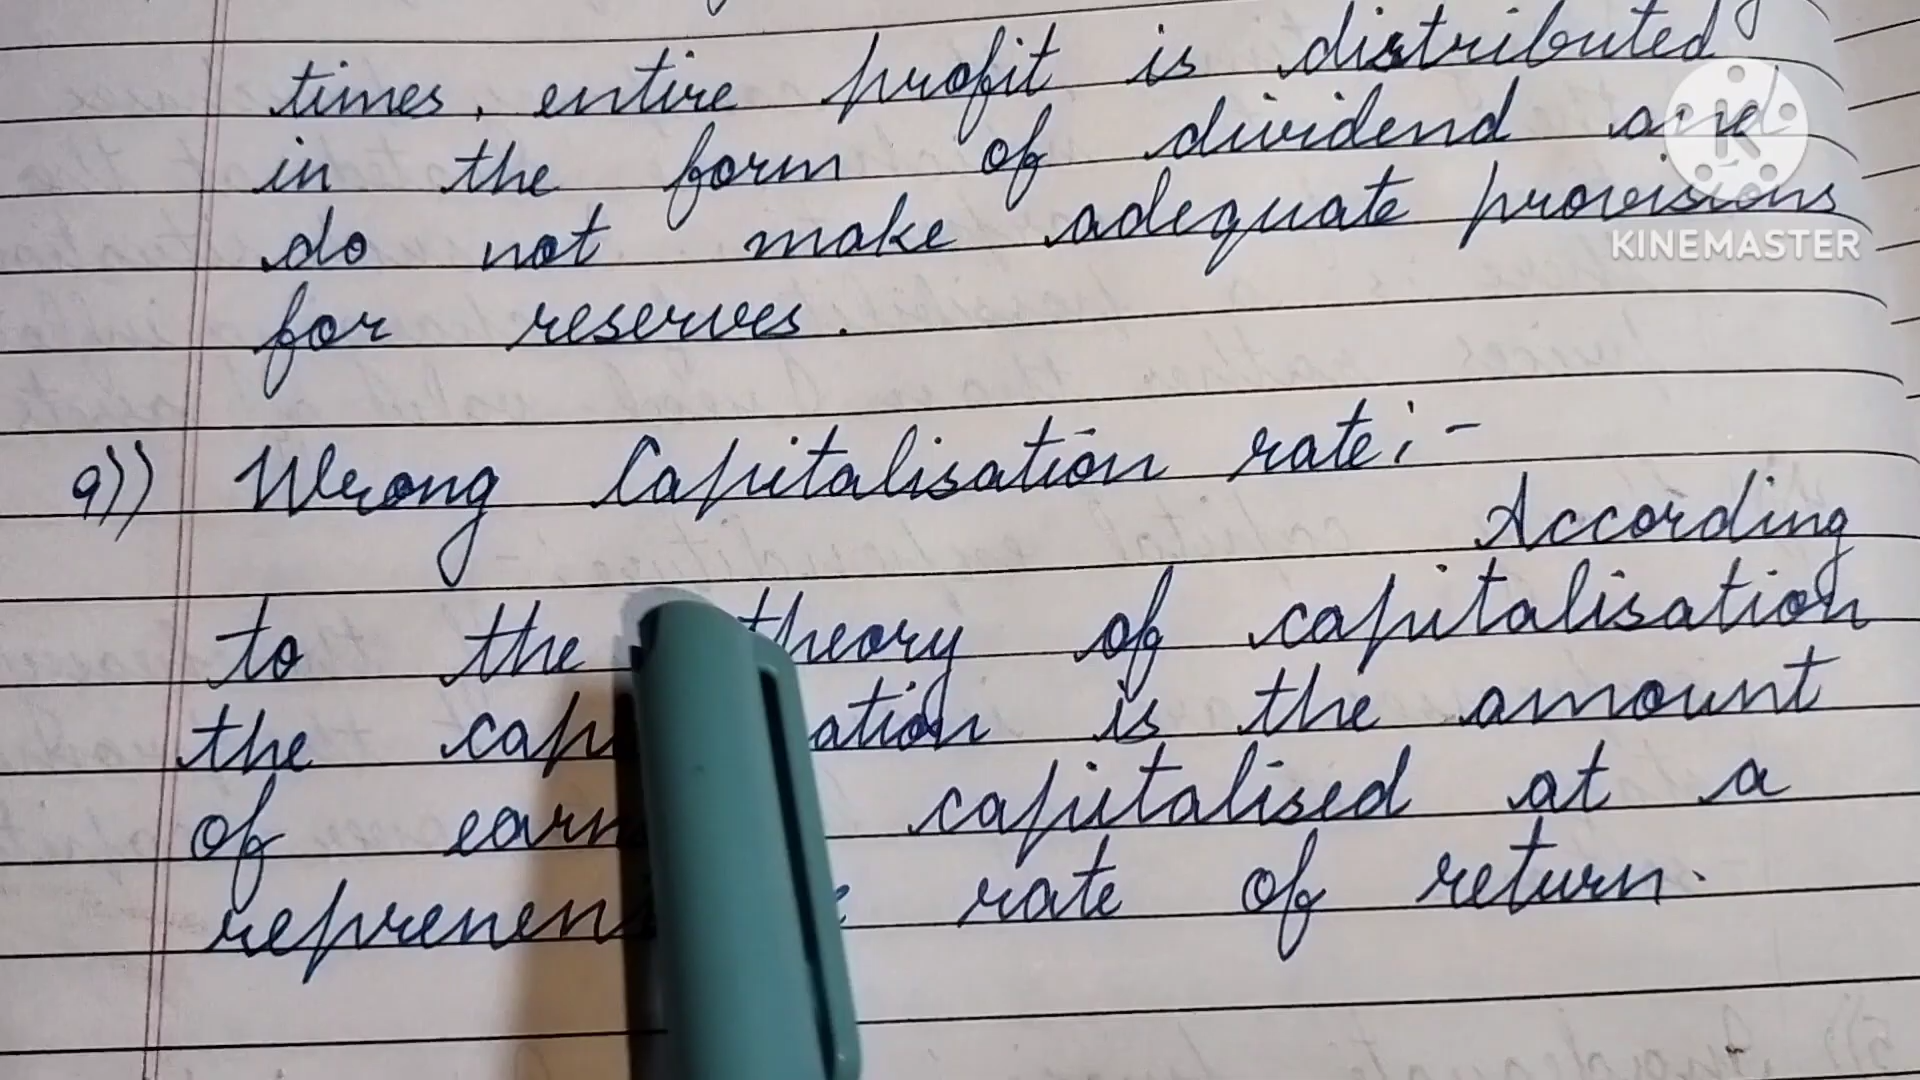 times, entire profit is distributed
in the form of dividend and
do not make adequate provisions
for reserves.
9)) Wrong Capitalisation rate:-
According
to the theory of capitalisation
the is the amount
of capitalised at a
rate of return.
KINEMASTER